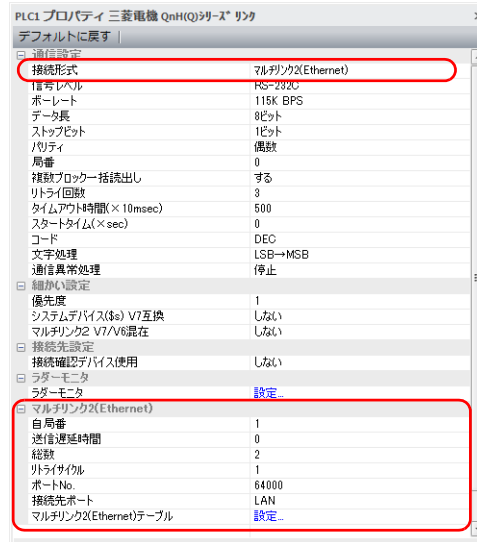 PLC1 プロパティ 三菱電機 QnH(Q)ｼﾘｰｽﾞ ﾘﾝｸ
デフォルトに戻す
通信設定
接続形式 マルチリンク2(Ethernet)
信号レベル RS-232C
ボーレート 115K BPS
データ長 8ビット
ストップビット 1ビット
パリティ 偶数
局番 0
複数ブロック一括読出し する
リトライ回数 3
タイムアウト時間(×10msec) 500
スタートタイム(×sec) 0
コード DEC
文字処理 LSB→MSB
通信異常処理 停止
細かい設定
優先度 1
システムデバイス($s) V7互換 しない
マルチリンク2 V7/V6混在 しない
接続先設定
接続確認デバイス使用 しない
ラダーモニタ
ラダーモニタ 設定...
マルチリンク2(Ethernet)
自局番 1
送信遅延時間 0
総数 2
リトライサイクル 1
ポートNo. 64000
接続先ポート LAN
マルチリンク2(Ethernet)テーブル 設定...